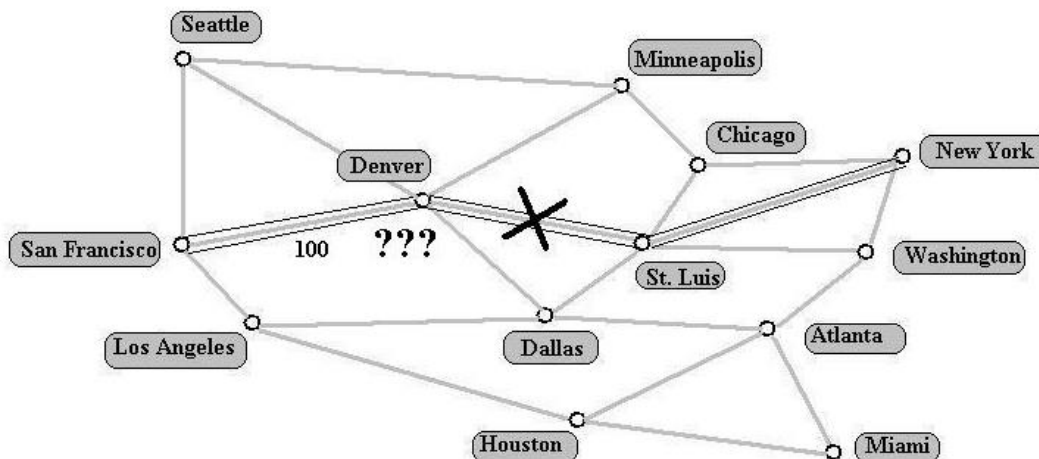 Seattle
Minneapolis
Chicago
New York
Denver
San Francisco
100
???
St. Luis
Washington
Los Angeles
Dallas
Atlanta
Houston
Miami